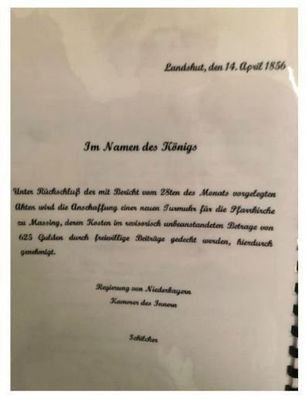 Landshut, den 14. April 1856
Im Namen des Königs
Unter Rückschluß der mit Bericht vom 28ten des Monats vorgelegten
Akten wird die Anschaffung einer neuen Turmuhr für die Pfarrkirche
zu Massing, deren Kosten im revisorisch unbeanstandeten Betrage von
625 Gulden durch freiwillige Beiträge gedeckt werden, hierdurch
genehmigt.
Regierung von Niederbayern
Kammer des Innern
Schilcher